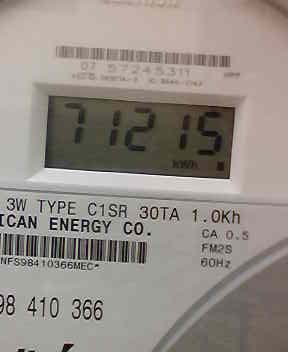 07 57245311
71215
kWh
3W TYPE C1SR 30TA 1.0Kh
ICAN ENERGY CO.
CA 0.5
FM2S
60Hz
NFS98410366MEC*
98 410 366